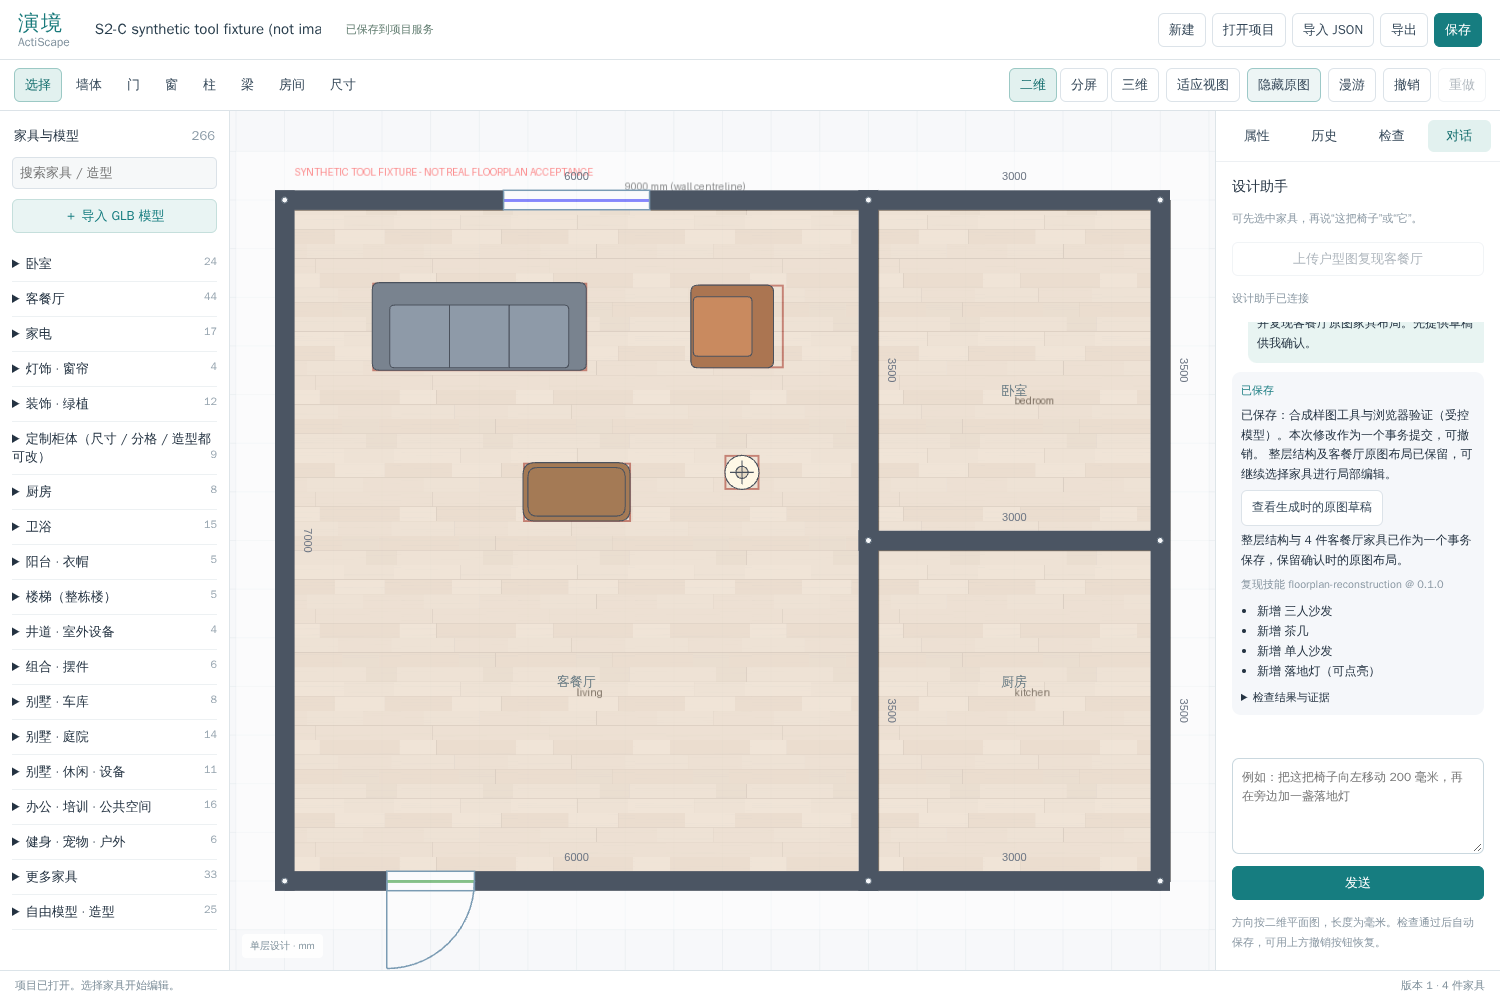 演境
ActiScape
S2-C synthetic tool fixture (not ima
已保存到项目服务
新建
打开项目
导入 JSON
导出
保存
选择
墙体
门
窗
柱
梁
房间
尺寸
二维
分屏
三维
适应视图
隐藏原图
漫游
撤销
重做
家具与模型
266
搜索家具 / 造型
+ 导入 GLB 模型
▶ 卧室 24
▶ 客餐厅 44
▶ 家电 17
▶ 灯饰 · 窗帘 4
▶ 装饰 · 绿植 12
▶ 定制柜体（尺寸 / 分格 / 造型都
可改） 9
▶ 厨房 8
▶ 卫浴 15
▶ 阳台 · 衣帽 5
▶ 楼梯（整栋楼） 5
▶ 井道 · 室外设备 4
▶ 组合 · 摆件 6
▶ 别墅 · 车库 8
▶ 别墅 · 庭院 14
▶ 别墅 · 休闲 · 设备 11
▶ 办公 · 培训 · 公共空间 16
▶ 健身 · 宠物 · 户外 6
▶ 更多家具 33
▶ 自由模型 · 造型 25
SYNTHETIC TOOL FIXTURE - NOT REAL FLOORPLAN ACCEPTANCE
6000
9000 mm (wall centreline)
3000
3500
3500
卧室
bedroom
3000
7000
客餐厅
living
厨房
kitchen
3500
3500
6000
3000
单层设计 · mm
属性
历史
检查
对话
设计助手
可先选中家具，再说“这把椅子”或“它”。
上传户型图复现客餐厅
设计助手已连接
并复现客餐厅原图家具布局。先提供草稿
供我确认。
已保存
已保存：合成样图工具与浏览器验证（受控
模型）。本次修改作为一个事务提交，可撤
销。 整层结构及客餐厅原图布局已保留，可
继续选择家具进行局部编辑。
查看生成时的原图草稿
整层结构与 4 件客餐厅家具已作为一个事务
保存，保留确认时的原图布局。
复现技能 floorplan-reconstruction @ 0.1.0
• 新增 三人沙发
• 新增 茶几
• 新增 单人沙发
• 新增 落地灯（可点亮）
▶ 检查结果与证据
例如：把这把椅子向左移动 200 毫米，再
在旁边加一盏落地灯
发送
方向按二维平面图，长度为毫米。检查通过后自动
保存，可用上方撤销按钮恢复。
项目已打开。选择家具开始编辑。
版本 1 · 4 件家具